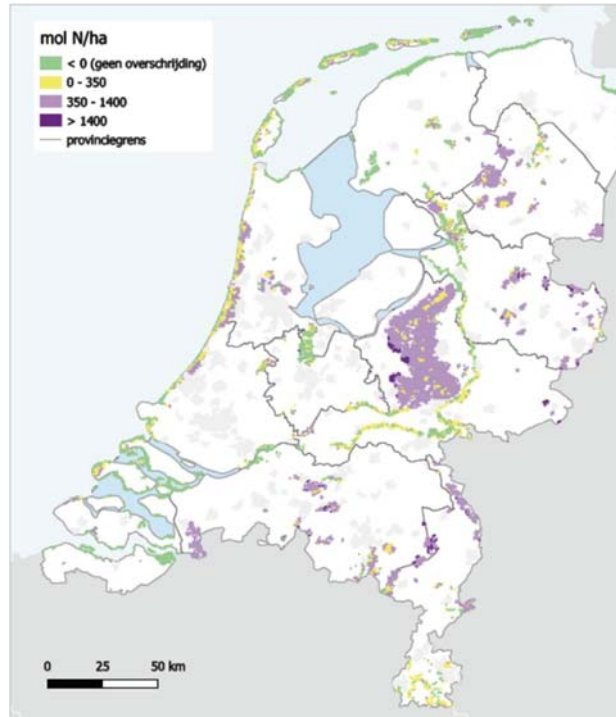 mol N/ha
< 0 (geen overschrijding)
0 - 350
350 - 1400
> 1400
provinciegrens
0 25 50 km